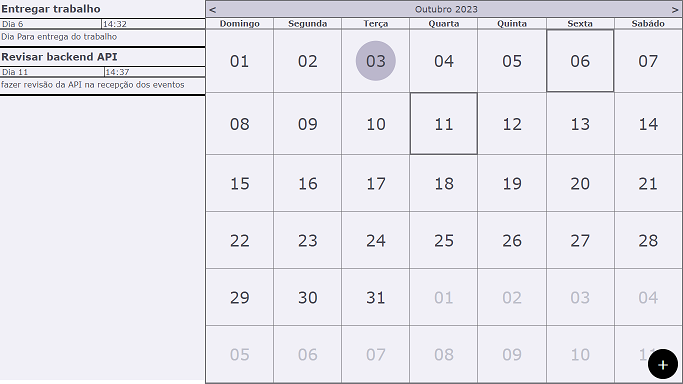 Entregar trabalho
Dia 6 14:32
Dia Para entrega do trabalho
Revisar backend API
Dia 11 14:37
fazer revisão da API na recepção dos eventos
< Outubro 2023 >
Domingo Segunda Terça Quarta Quinta Sexta Sabádo
01 02 03 04 05 06 07
08 09 10 11 12 13 14
15 16 17 18 19 20 21
22 23 24 25 26 27 28
29 30 31 01 02 03 04
05 06 07 08 09 10
+